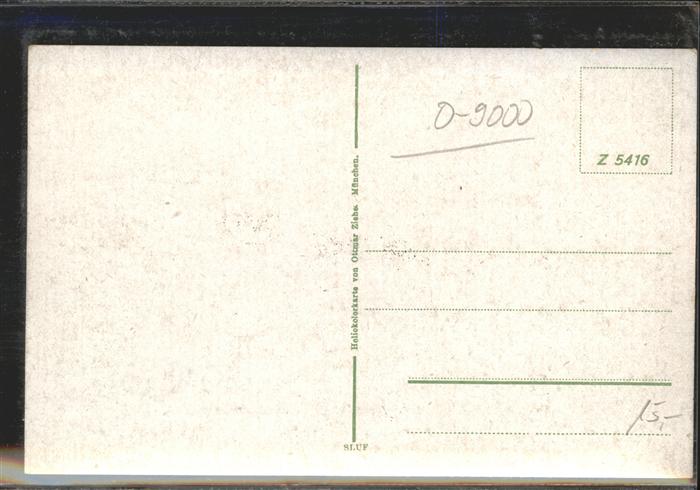 O-9000
Z 5416
Heliokolorkarte von Ottmar Zieher. München.
15,-
SLUF